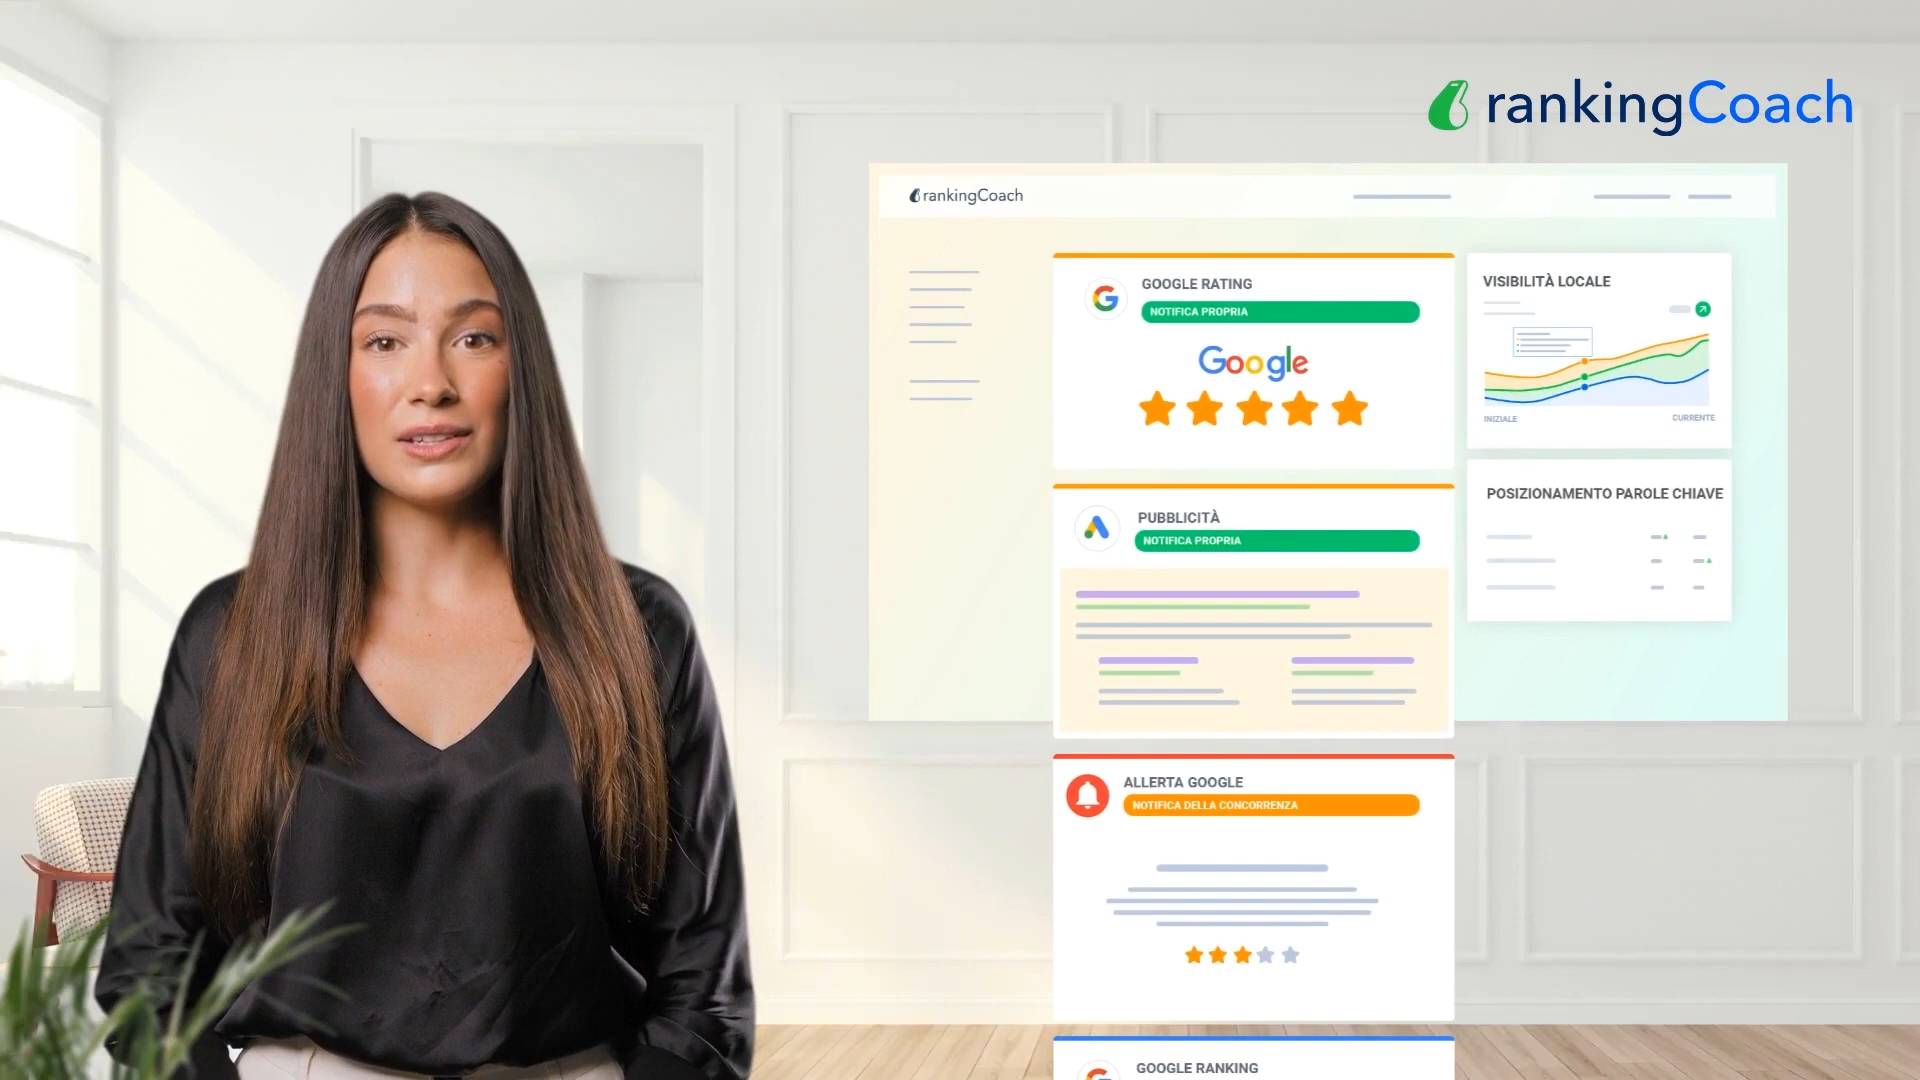 rankingCoach
rankingCoach
GOOGLE RATING
NOTIFICA PROPRIA
Google
VISIBILITÀ LOCALE
INIZIALE
CURRENTE
POSIZIONAMENTO PAROLE CHIAVE
PUBBLICITÀ
NOTIFICA PROPRIA
ALLERTA GOOGLE
NOTIFICA DELLA CONCORRENZA
GOOGLE RANKING